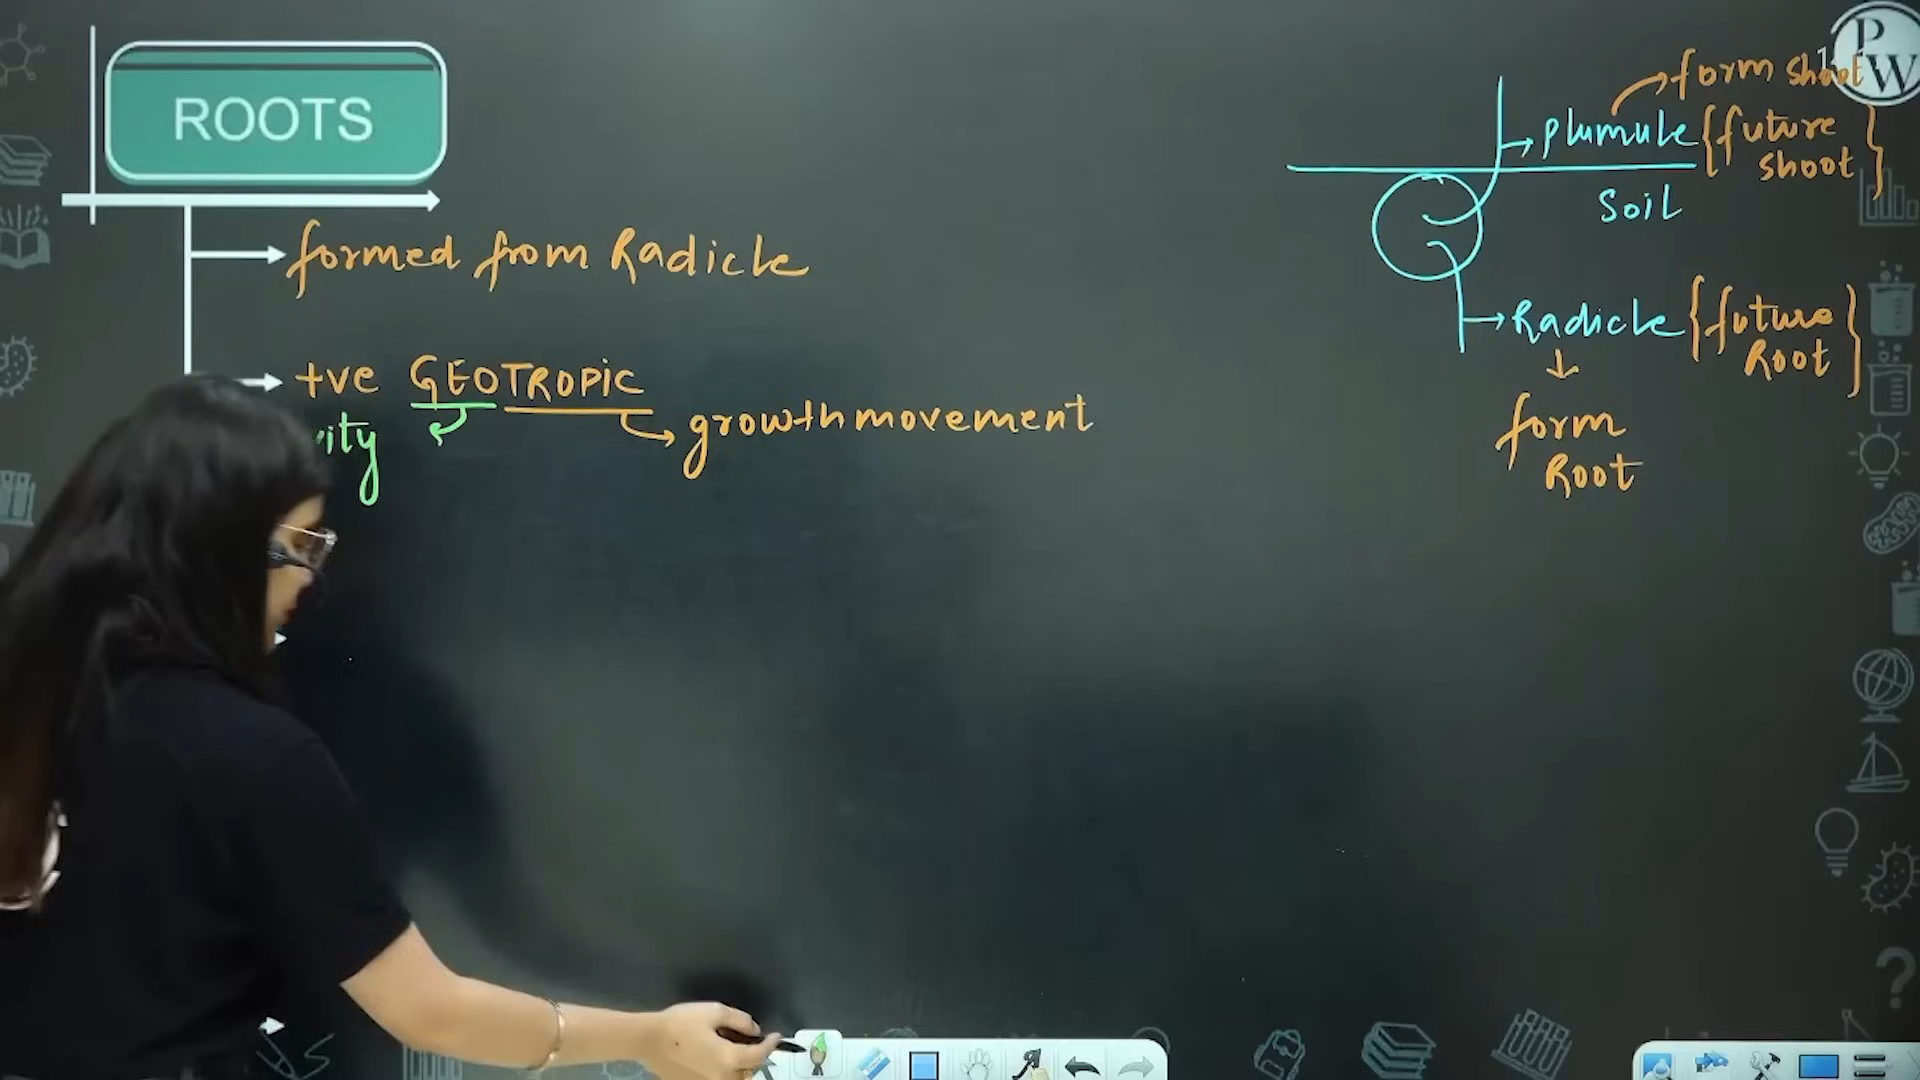 ROOTS
formed from Radicle
+ve GEOTROPIC
growth movement
form shoot
Plumule {future shoot}
Soil
Radicle {future Root}
form
Root
PW